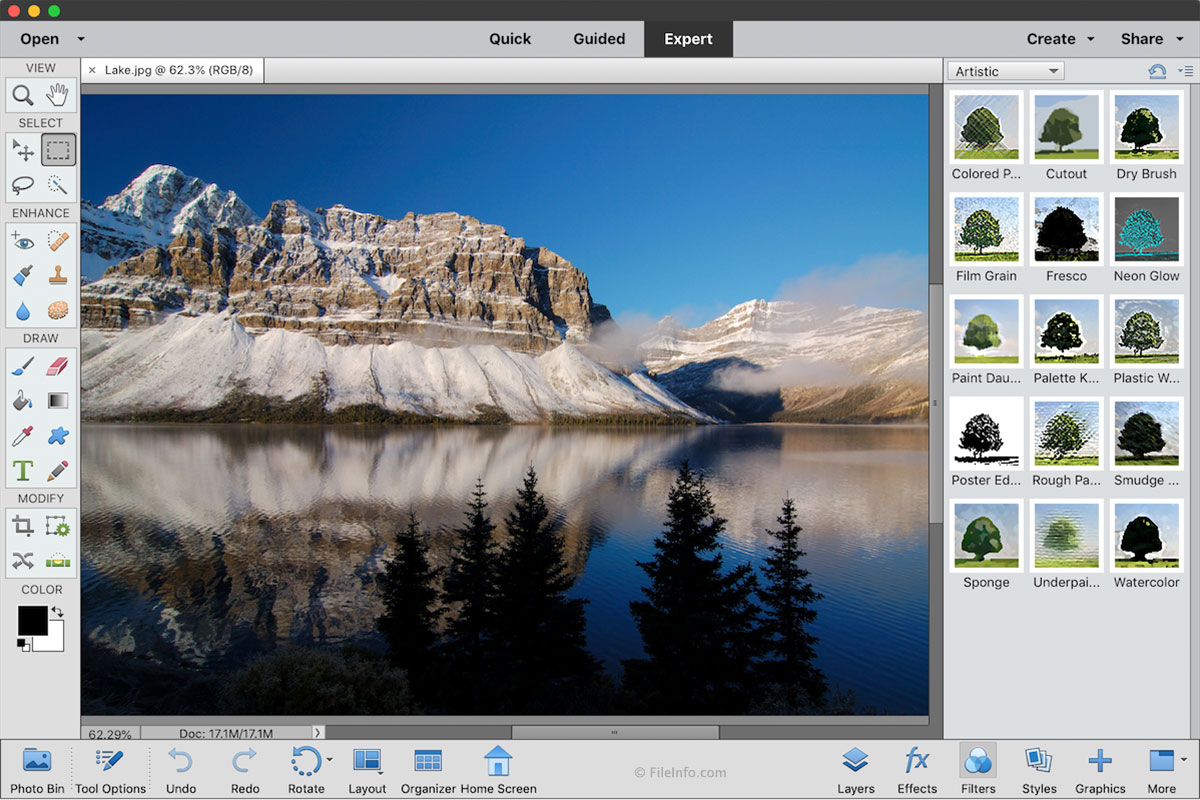 Open Quick Guided Expert Create Share
VIEW
× Lake.jpg @ 62.3% (RGB/8)
Artistic
SELECT
ENHANCE
DRAW
T
MODIFY
COLOR
Colored P... Cutout Dry Brush
Film Grain Fresco Neon Glow
Paint Dau... Palette K... Plastic W...
Poster Ed... Rough Pa... Smudge ...
Sponge Underpai... Watercolor
62.29% Doc: 17.1M/17.1M
fx
Photo Bin Tool Options Undo Redo Rotate Layout Organizer Home Screen © FileInfo.com Layers Effects Filters Styles Graphics More